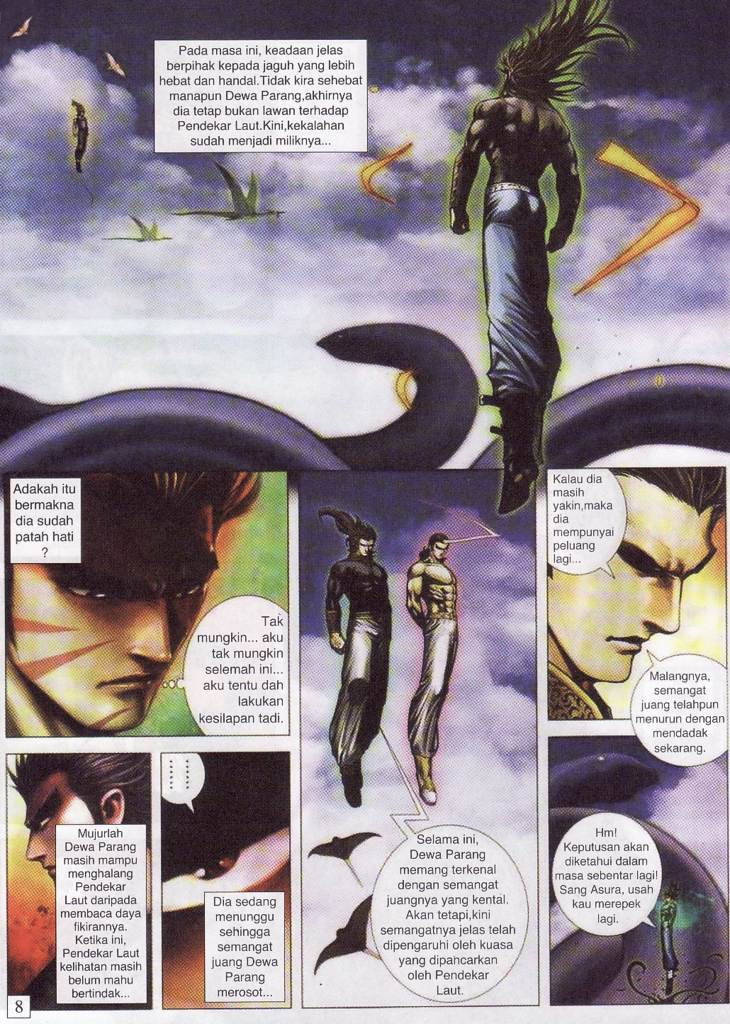 Pada masa ini, keadaan jelas
berpihak kepada jaguh yang lebih
hebat dan handal.Tidak kira sehebat
manapun Dewa Parang,akhirnya
dia tetap bukan lawan terhadap
Pendekar Laut.Kini,kekalahan
sudah menjadi miliknya...
Adakah itu
bermakna
dia sudah
patah hati
?
Tak
mungkin... aku
tak mungkin
selemah ini...
aku tentu dah
lakukan
kesilapan tadi.
Mujurlah
Dewa Parang
masih mampu
menghalang
Pendekar
Laut daripada
membaca daya
fikirannya.
Ketika ini,
Pendekar Laut
kelihatan masih
belum mahu
bertindak...
Dia sedang
menunggu
sehingga
semangat
juang Dewa
Parang
merosot...
Selama ini,
Dewa Parang
memang terkenal
dengan semangat
juangnya yang kental.
Akan tetapi,kini
semangatnya jelas telah
dipengaruhi oleh kuasa
yang dipahcarkan
oleh Pendekar
Laut.
Kalau dia
masih
yakin,maka
dia
mempunyai
peluang
lagi...
Malangnya,
semangat
juang telahpun
menurun dengan
mendadak
sekarang.
Hm!
Keputusan akan
diketahui dalam
masa sebentar lagi!
Sang Asura, usah
kau merepek
lagi.
8